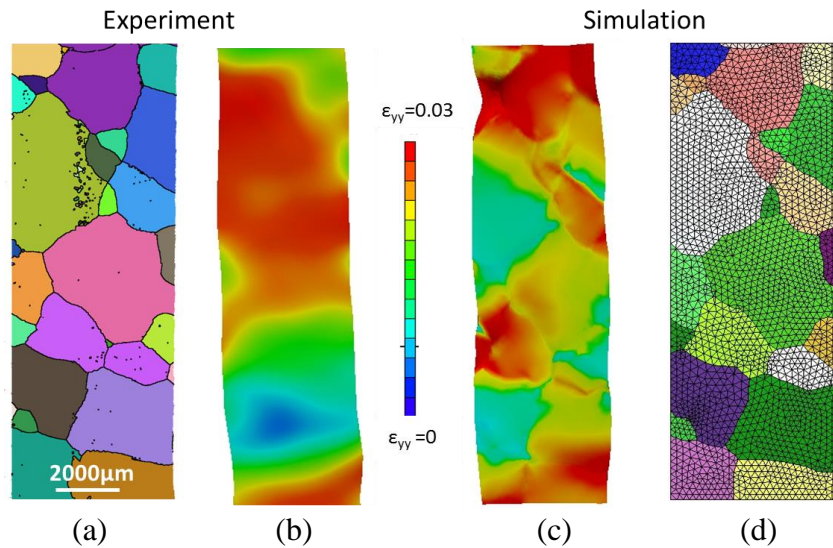 Experiment
Simulation
εyy=0.03
εyy=0
2000μm
(a)
(b)
(c)
(d)